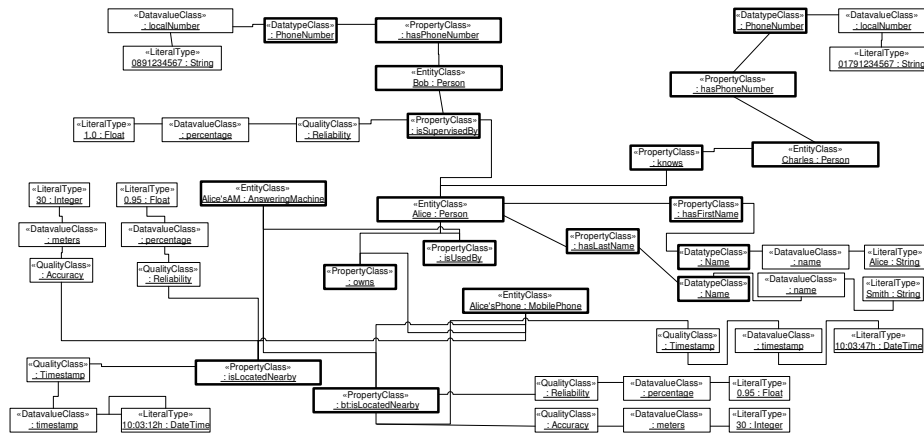 «DatavalueClass»
: localNumber
«DatatypeClass»
: PhoneNumber
«PropertyClass»
: hasPhoneNumber
«DatatypeClass»
: PhoneNumber
«DatavalueClass»
: localNumber
«LiteralType»
0891234567 : String
«LiteralType»
01791234567 : String
«EntityClass»
Bob : Person
«PropertyClass»
: hasPhoneNumber
«LiteralType»
1.0 : Float
«DatavalueClass»
: percentage
«QualityClass»
: Reliability
«PropertyClass»
: isSupervisedBy
«PropertyClass»
: knows
«EntityClass»
Charles : Person
«LiteralType»
30 : Integer
«LiteralType»
0.95 : Float
«EntityClass»
Alice'sAM : AnsweringMachine
«EntityClass»
Alice : Person
«PropertyClass»
: hasFirstName
«DatavalueClass»
: meters
«DatavalueClass»
: percentage
«PropertyClass»
: isUsedBy
«PropertyClass»
: hasLastName
«DatatypeClass»
: Name
«DatavalueClass»
: name
«LiteralType»
Alice : String
«QualityClass»
: Accuracy
«QualityClass»
: Reliability
«PropertyClass»
: owns
«DatatypeClass»
: Name
«DatavalueClass»
: name
«LiteralType»
Smith : String
«EntityClass»
Alice'sPhone : MobilePhone
«QualityClass»
: Timestamp
«DatavalueClass»
: timestamp
«LiteralType»
10:03:47h : DateTime
«QualityClass»
: Timestamp
«PropertyClass»
: isLocatedNearby
«PropertyClass»
: bt:isLocatedNearby
«QualityClass»
: Reliability
«DatavalueClass»
: percentage
«LiteralType»
0.95 : Float
«DatavalueClass»
: timestamp
«LiteralType»
10:03:12h : DateTime
«QualityClass»
: Accuracy
«DatavalueClass»
: meters
«LiteralType»
30 : Integer